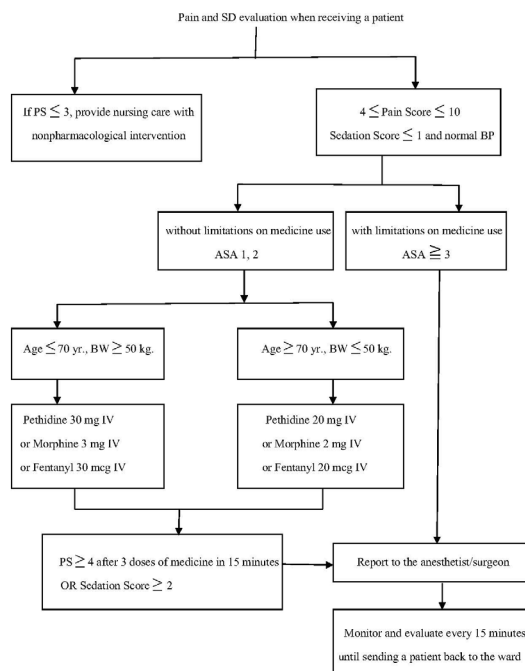 Pain and SD evaluation when receiving a patient
If PS ≤ 3, provide nursing care with
nonpharmacological intervention
4 ≤ Pain Score ≤ 10
Sedation Score ≤ 1 and normal BP
without limitations on medicine use
ASA 1, 2
with limitations on medicine use
ASA ≧ 3
Age ≤ 70 yr., BW ≥ 50 kg.
Age ≥ 70 yr., BW ≤ 50 kg.
Pethidine 30 mg IV
or Morphine 3 mg IV
or Fentanyl 30 mcg IV
Pethidine 20 mg IV
or Morphine 2 mg IV
or Fentanyl 20 mcg IV
PS ≥ 4 after 3 doses of medicine in 15 minutes
OR Sedation Score ≥ 2
Report to the anesthetist/surgeon
Monitor and evaluate every 15 minutes
until sending a patient back to the ward